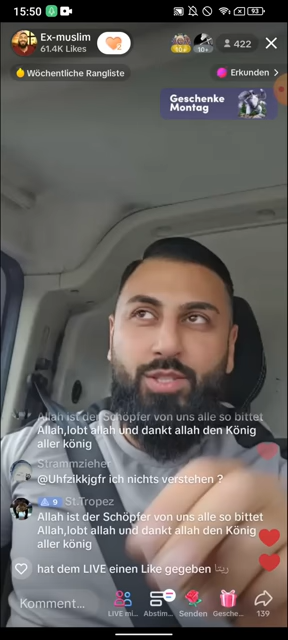 15:50
93
Ex-muslim
61.4K Likes
10+
422
Wöchentliche Rangliste
Erkunden
Geschenke
Montag
Allah ist der Schöpfer von uns alle so bittet
Allah,lobt allah und dankt allah den König
aller könig
Strammzieher
@Uhfzikkjgfr ich nichts verstehen ?
9 St.Tropez
Allah ist der Schöpfer von uns alle so bittet
Allah,lobt allah und dankt allah den König
aller könig
hat dem LIVE einen Like gegeben ريتا
Kommentar...
LIVE mi...
Abstim...
Senden
Gesche...
139